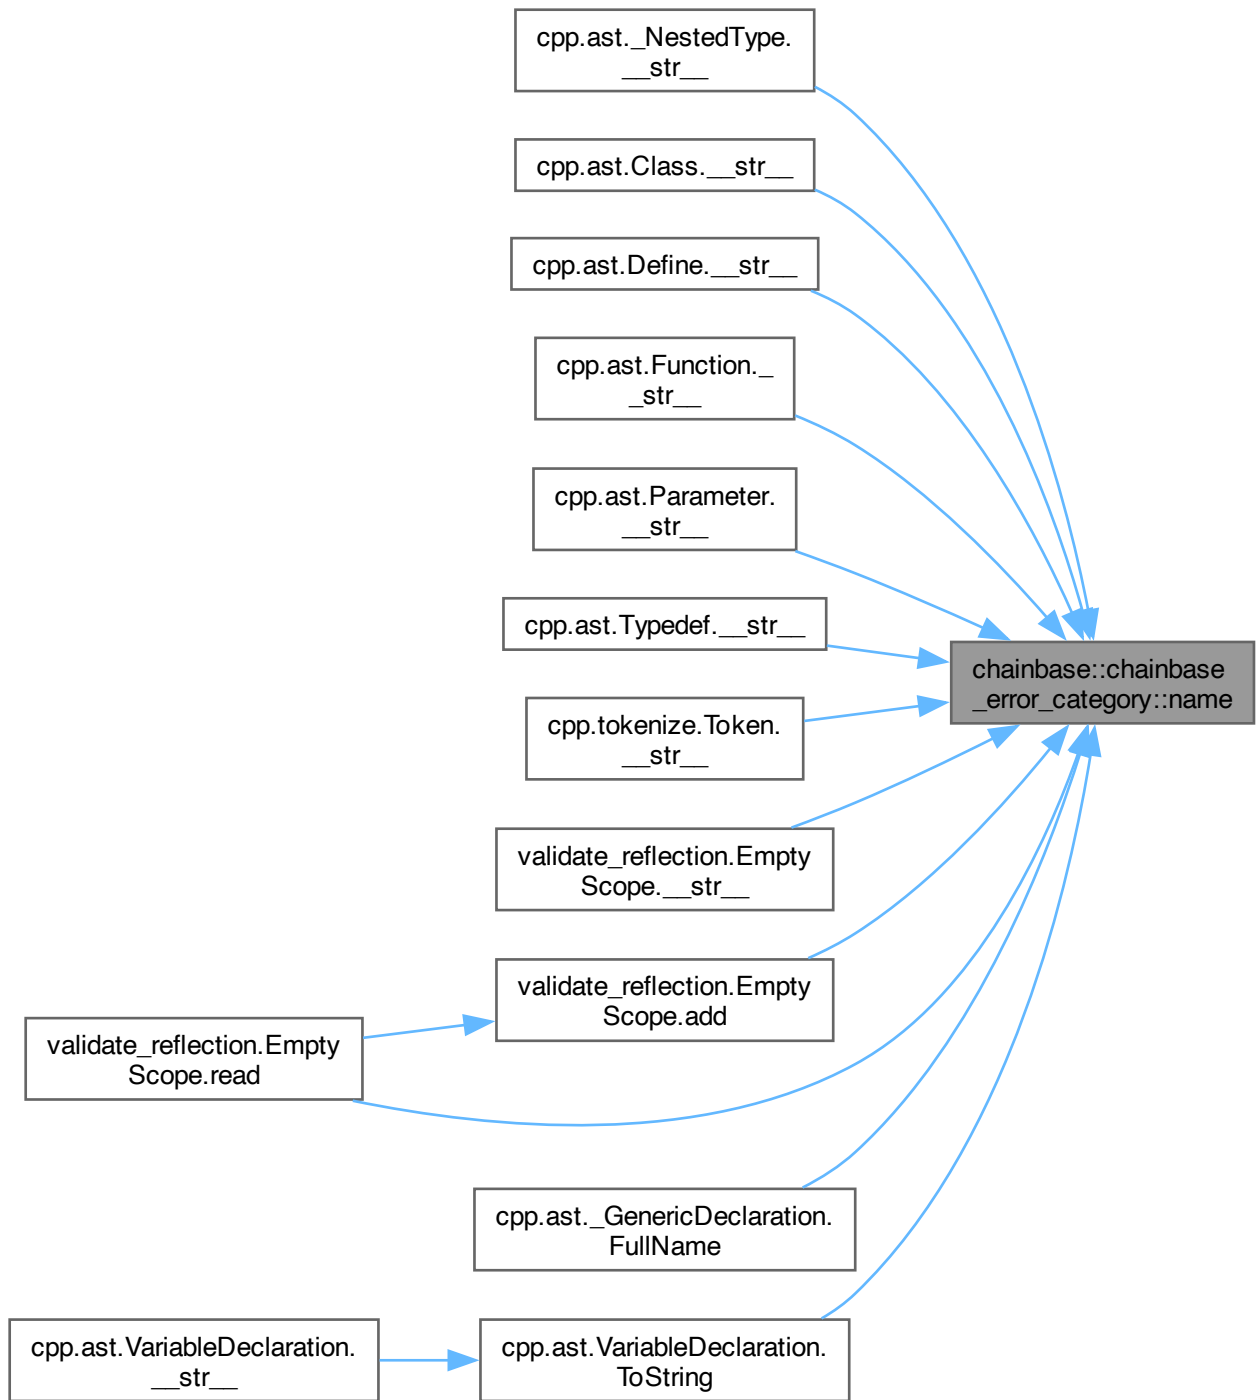 cpp.ast._NestedType.
__str__
cpp.ast.Class.__str__
cpp.ast.Define.__str__
cpp.ast.Function._
_str__
cpp.ast.Parameter.
__str__
cpp.ast.Typedef.__str__
chainbase::chainbase
_error_category::name
cpp.tokenize.Token.
__str__
validate_reflection.Empty
Scope.__str__
validate_reflection.Empty
Scope.add
validate_reflection.Empty
Scope.read
cpp.ast._GenericDeclaration.
FullName
cpp.ast.VariableDeclaration.
__str__
cpp.ast.VariableDeclaration.
ToString